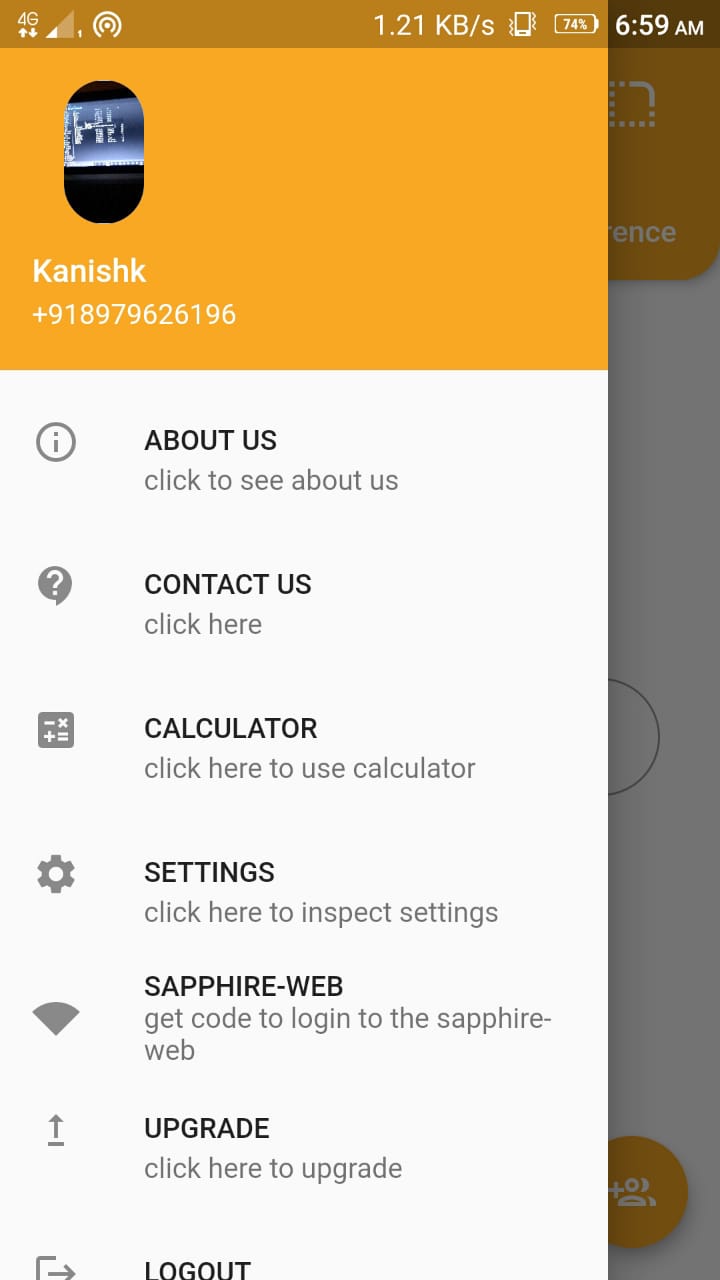 4G 1 1.21 KB/s 74% 6:59 AM
rence
Kanishk
+918979626196
ABOUT US
click to see about us
CONTACT US
click here
CALCULATOR
click here to use calculator
SETTINGS
click here to inspect settings
SAPPHIRE-WEB
get code to login to the sapphire-
web
UPGRADE
click here to upgrade
LOGOUT